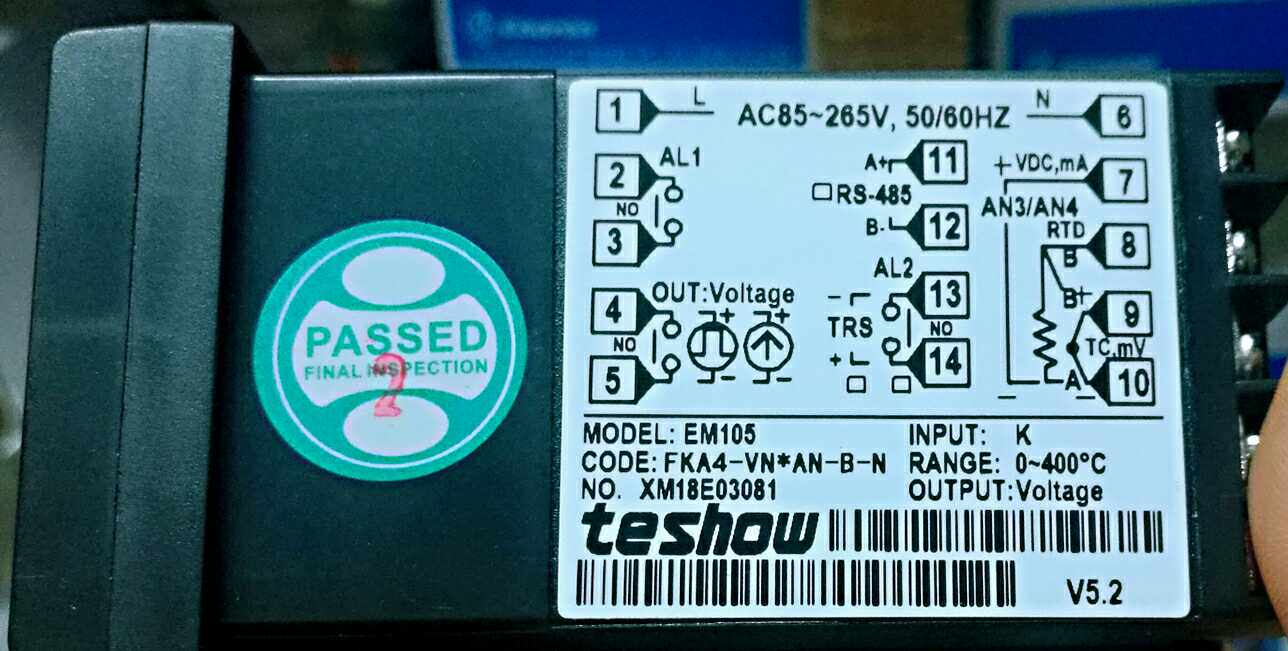 PASSED
FINAL INSPECTION
2
1 L AC85~265V, 50/60HZ N 6
2 AL1
NO
3
4 OUT:Voltage
NO
5
A+ 11
RS-485
B- 12
AL2
- 13
TRS NO
+ 14
+ VDC,mA 7
AN3/AN4
RTD 8
B
B+ 9
TC,mV
- A - 10
MODEL: EM105 INPUT: K
CODE: FKA4-VN*AN-B-N RANGE: 0~400°C
NO. XM18E03081 OUTPUT:Voltage
teshow
V5.2